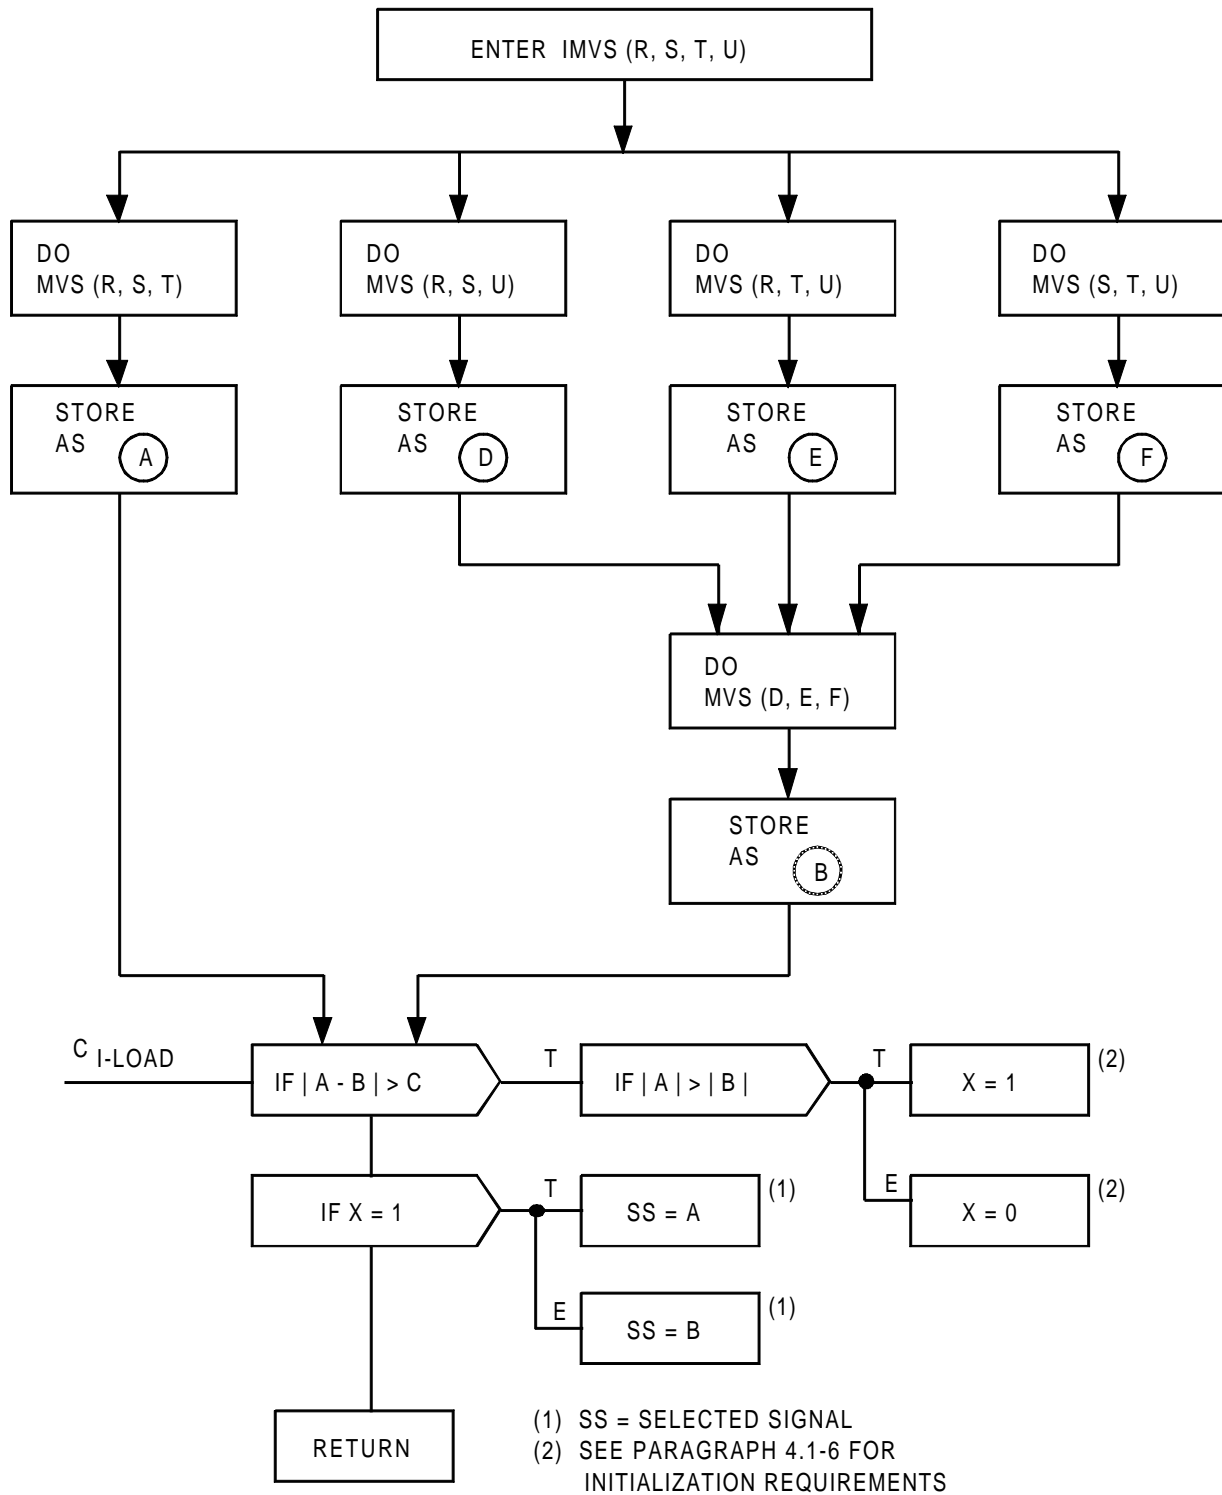 ENTER IMVS (R, S, T, U)
DO
MVS (R, S, T)
DO
MVS (R, S, U)
DO
MVS (R, T, U)
DO
MVS (S, T, U)
STORE
AS A
STORE
AS D
STORE
AS E
STORE
AS F
DO
MVS (D, E, F)
STORE
AS B
C I-LOAD
IF | A - B | > C
T
IF | A | > | B |
T
X = 1
(2)
E
X = 0
(2)
IF X = 1
T
SS = A
(1)
E
SS = B
(1)
RETURN
(1) SS = SELECTED SIGNAL
(2) SEE PARAGRAPH 4.1-6 FOR
INITIALIZATION REQUIREMENTS